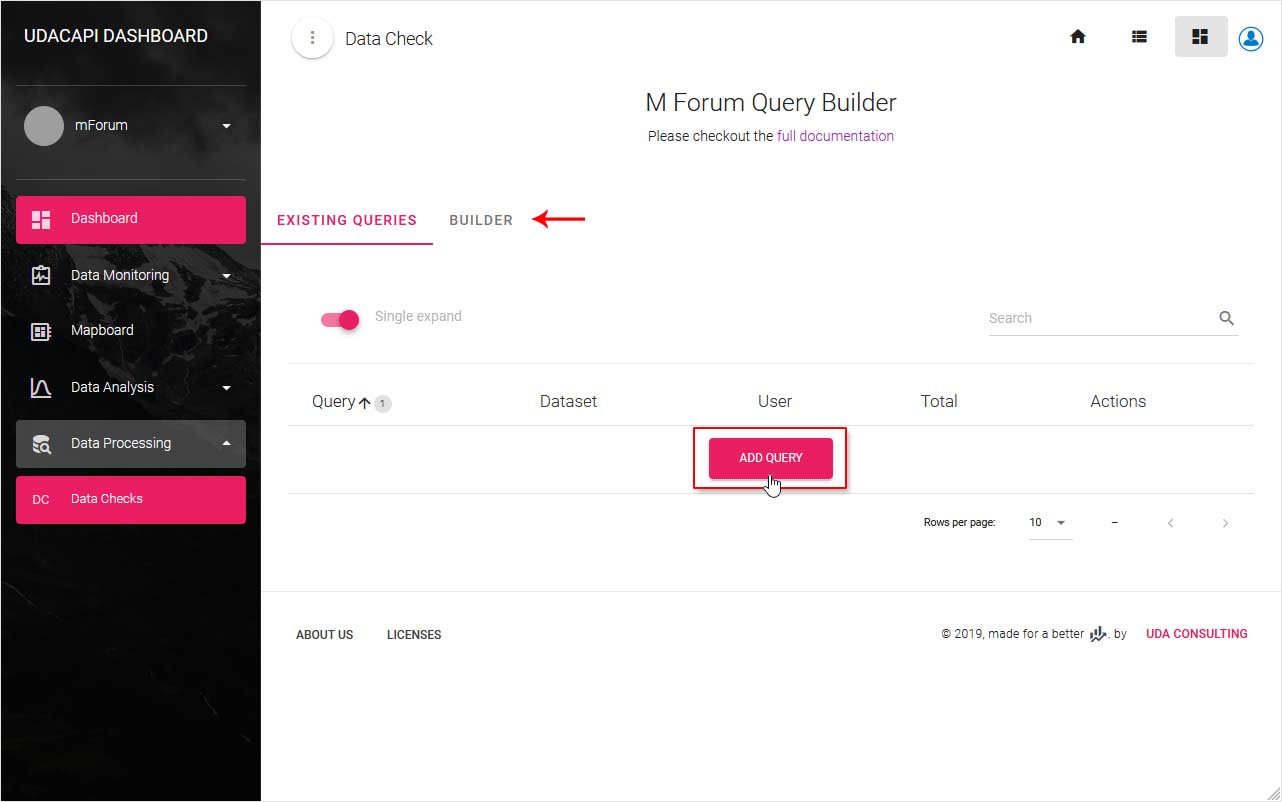 UDACAPI DASHBOARD
mForum
Dashboard
Data Monitoring
Mapboard
Data Analysis
Data Processing
DC Data Checks
Data Check
M Forum Query Builder
Please checkout the full documentation
EXISTING QUERIES BUILDER
Single expand
Search
Query 1 Dataset User Total Actions
ADD QUERY
Rows per page: 10 –
ABOUT US LICENSES © 2019, made for a better . by UDA CONSULTING